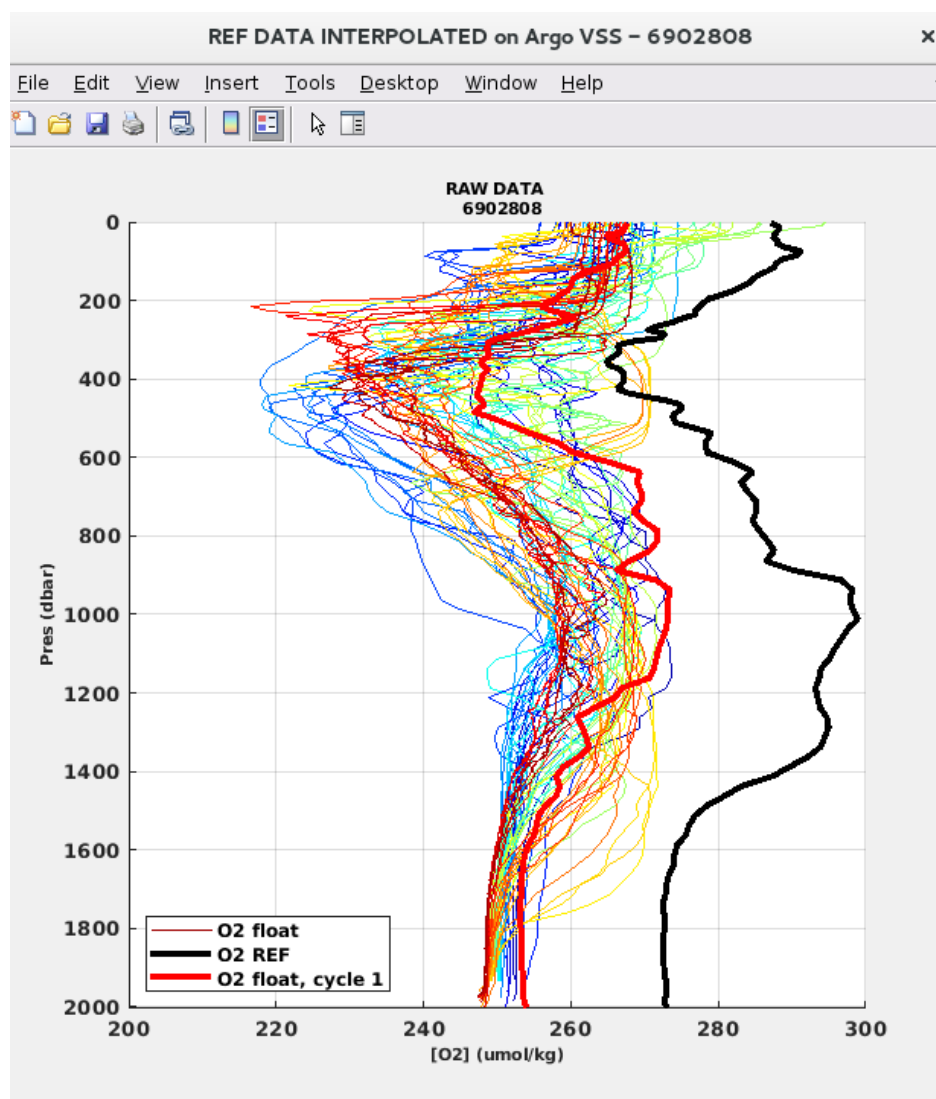 REF DATA INTERPOLATED on Argo VSS – 6902808
×
File Edit View Insert Tools Desktop Window Help
RAW DATA
6902808
0
200
400
600
800
1000
1200
1400
1600
1800
2000
Pres (dbar)
O2 float
O2 REF
O2 float, cycle 1
200 220 240 260 280 300
[O2] (umol/kg)